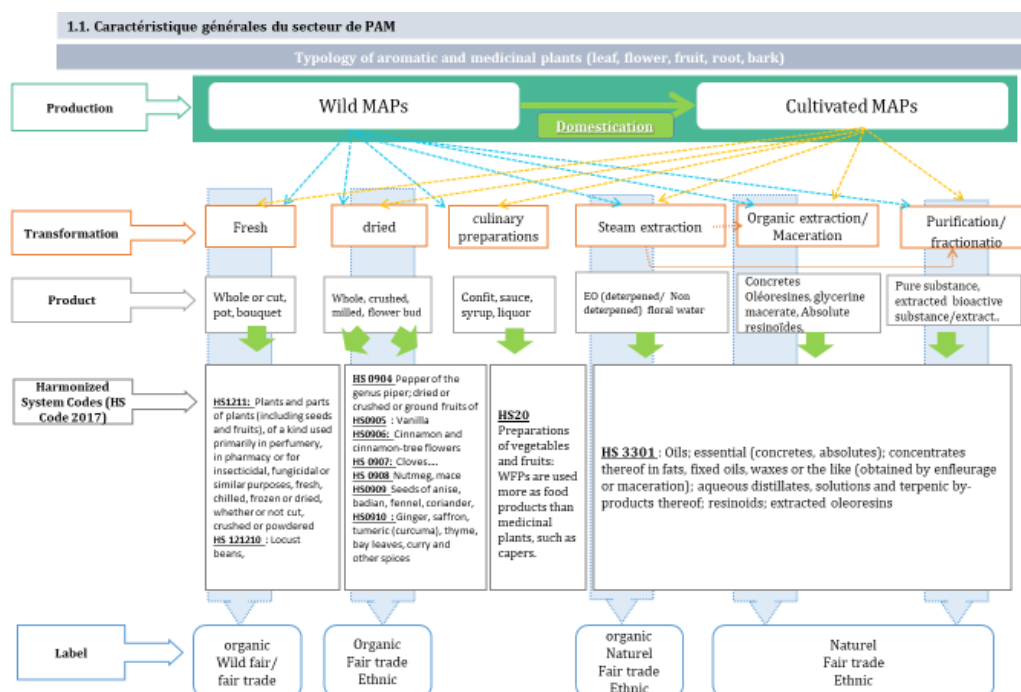 1.1. Caractéristique générales du secteur de PAM
Typology of aromatic and medicinal plants (leaf, flower, fruit, root, bark)
Production
Wild MAPs
Domestication
Cultivated MAPs
Transformation
Fresh
dried
culinary
preparations
Steam extraction
Organic extraction/
Maceration
Purification/
fractionatio
Product
Whole or cut,
pot, bouquet
Whole, crushed,
milled, flower bud
Confit, sauce,
syrup, liquor
EO (deterpened/ Non
deterpened) floral water
Concretes
Oléoresines, glycerine
macerate, Absolute
resinoïdes,
Pure substance,
extracted bioactive
substance/extract..
Harmonized
System Codes (HS
Code 2017)
HS1211: Plants and parts
of plants (including seeds
and fruits), of a kind used
primarily in perfumery,
in pharmacy or for
insecticidal, fungicidal or
similar purposes, fresh,
chilled, frozen or dried,
whether or not cut,
crushed or powdered
HS 121210 : Locust
beans,
HS 0904 Pepper of the
genus piper; dried or
crushed or ground fruits of
HS0905 : Vanilla
HS0906: Cinnamon and
cinnamon-tree flowers
HS 0907: Cloves....
HS 0908 Nutmeg, mace
HS0909 Seeds of anise,
badian, fennel, coriander,
HS0910 : Ginger, saffron,
tumeric (curcuma), thyme,
bay leaves, curry and
other spices
HS20
Preparations
of vegetables
and fruits:
WFPs are used
more as food
products than
medicinal
plants, such as
capers.
HS 3301 : Oils; essential (concretes, absolutes); concentrates
thereof in fats, fixed oils, waxes or the like (obtained by enfleurage
or maceration); aqueous distillates, solutions and terpenic by-
products thereof; resinoids; extracted oleoresins
Label
organic
Wild fair/
fair trade
Organic
Fair trade
Ethnic
organic
Naturel
Fair trade
Ethnic
Naturel
Fair trade
Ethnic